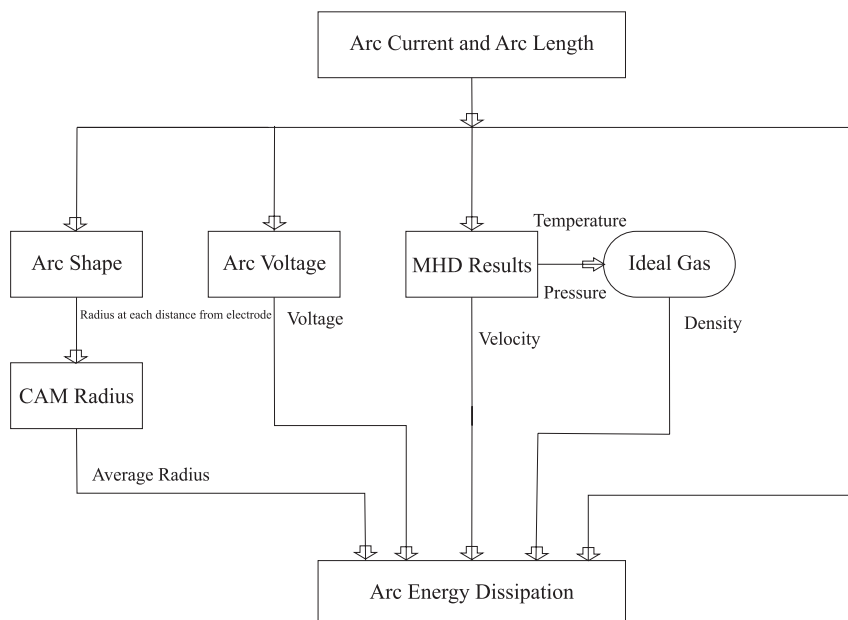 Arc Current and Arc Length
Temperature
Arc Shape
Arc Voltage
MHD Results
Ideal Gas
Pressure
Radius at each distance from electrode
Voltage
Velocity
Density
CAM Radius
Average Radius
Arc Energy Dissipation